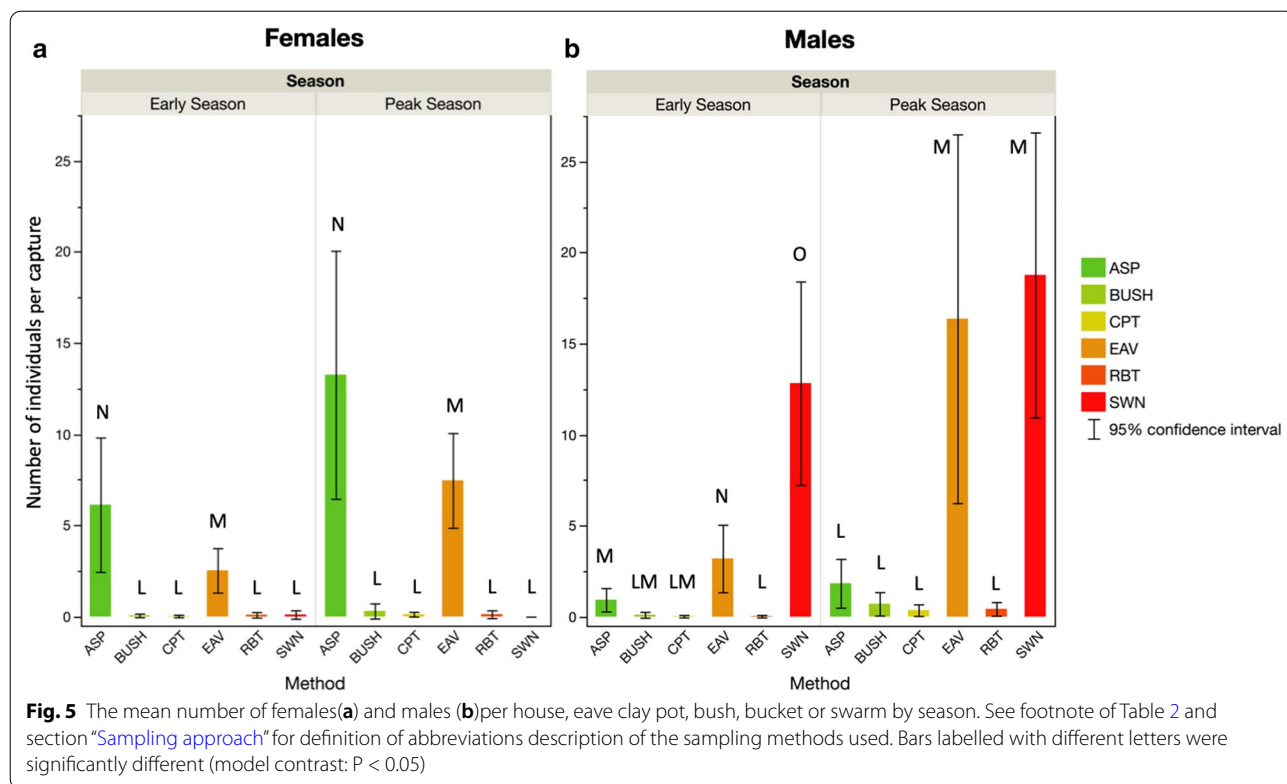 a
Females
Season
Early Season
Peak Season
Number of individuals per capture
25
20
15
10
5
0
N
L
L
M
L
L
N
L
L
M
L
L
ASP
BUSH
CPT
EAV
RBT
SWN
ASP
BUSH
CPT
EAV
RBT
SWN
Method
b
Males
Season
Early Season
Peak Season
25
20
15
10
5
0
M
LM
LM
N
L
O
L
L
L
M
L
M
ASP
BUSH
CPT
EAV
RBT
SWN
ASP
BUSH
CPT
EAV
RBT
SWN
Method
ASP
BUSH
CPT
EAV
RBT
SWN
95% confidence interval
Fig. 5 The mean number of females(a) and males (b)per house, eave clay pot, bush, bucket or swarm by season. See footnote of Table 2 and
section "Sampling approach" for definition of abbreviations description of the sampling methods used. Bars labelled with different letters were
significantly different (model contrast: P < 0.05)